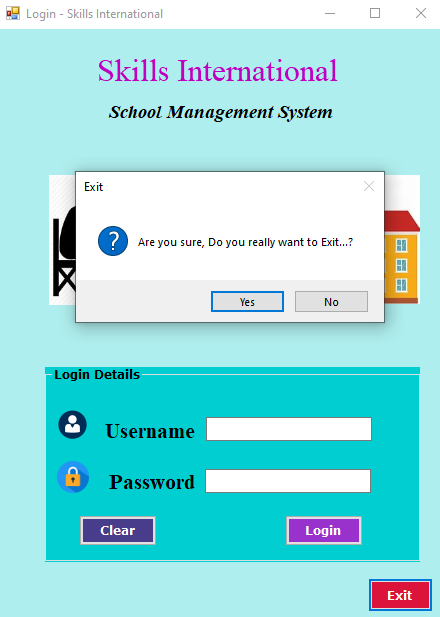 Login - Skills International
Skills International
School Management System
Exit
Are you sure, Do you really want to Exit...?
Yes
No
Login Details
Username
Password
Clear
Login
Exit